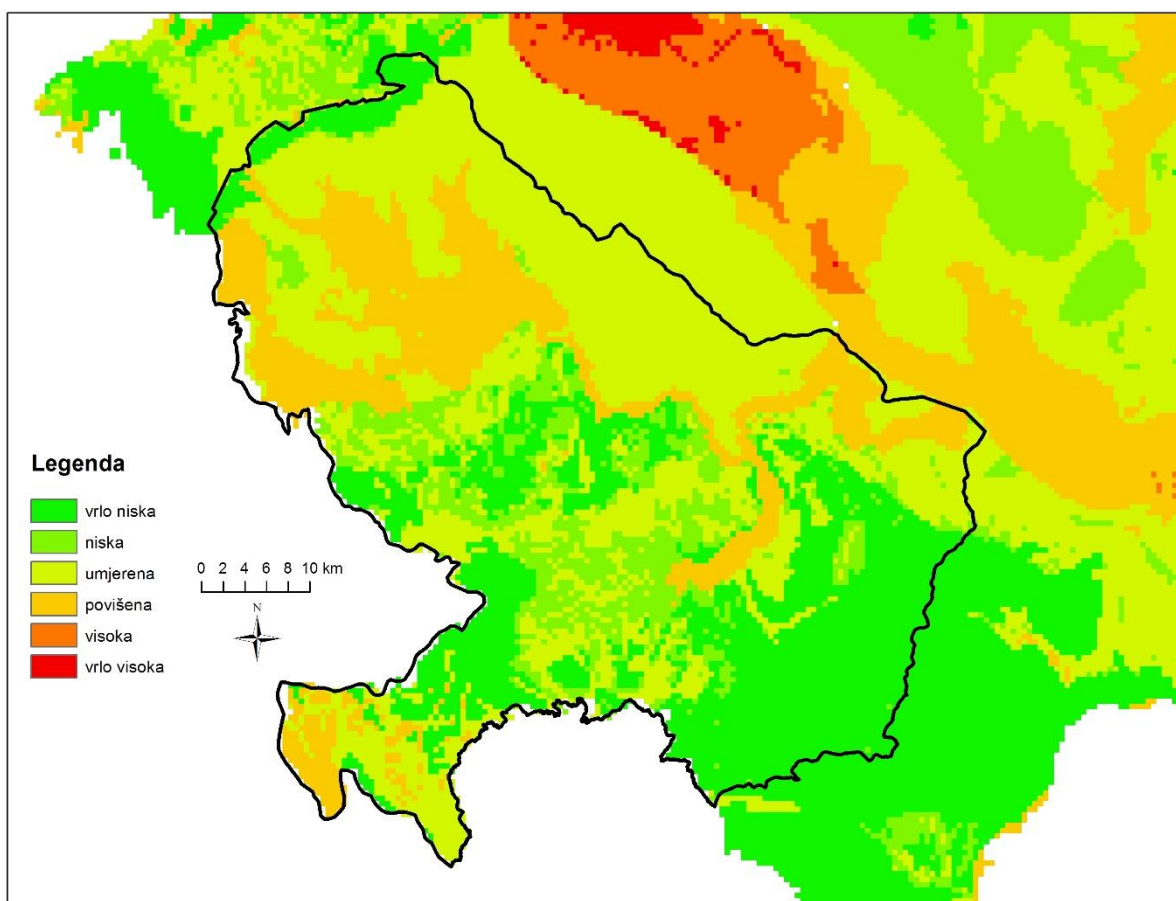 Legenda
vrlo niska
niska
umjerena
povišena
visoka
vrlo visoka
0 2 4 6 8 10 km
N